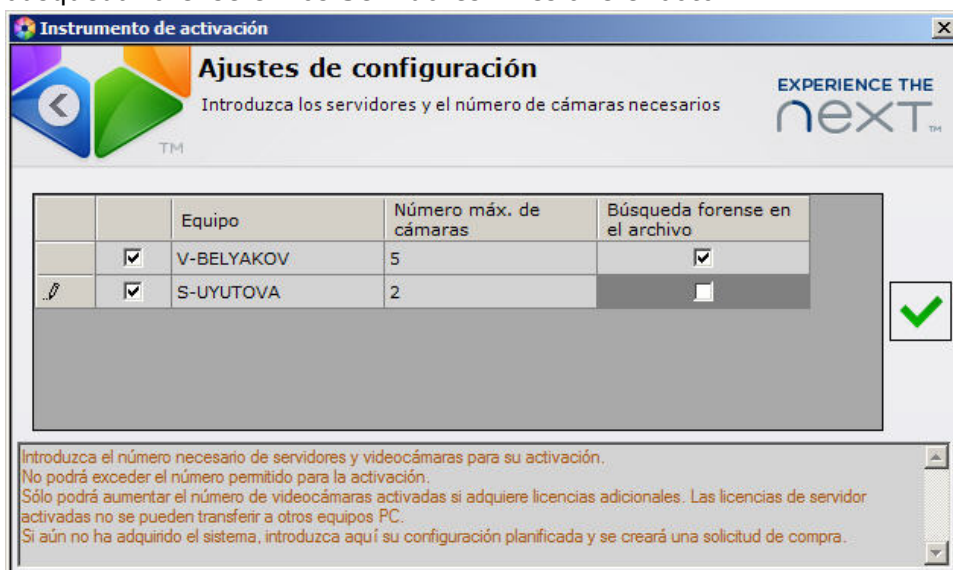 Instrumento de activación
Ajustes de configuración
Introduzca los servidores y el número de cámaras necesarios
EXPERIENCE THE
neXT™
TM
Equipo
Número máx. de cámaras
Búsqueda forense en el archivo
V-BELYAKOV 5
S-UYUTOVA 2
Introduzca el número necesario de servidores y videocámaras para su activación.
No podrá exceder el número permitido para la activación.
Sólo podrá aumentar el número de videocámaras activadas si adquiere licencias adicionales. Las licencias de servidor
activadas no se pueden transferir a otros equipos PC.
Si aún no ha adquirido el sistema, introduzca aquí su configuración planificada y se creará una solicitud de compra.